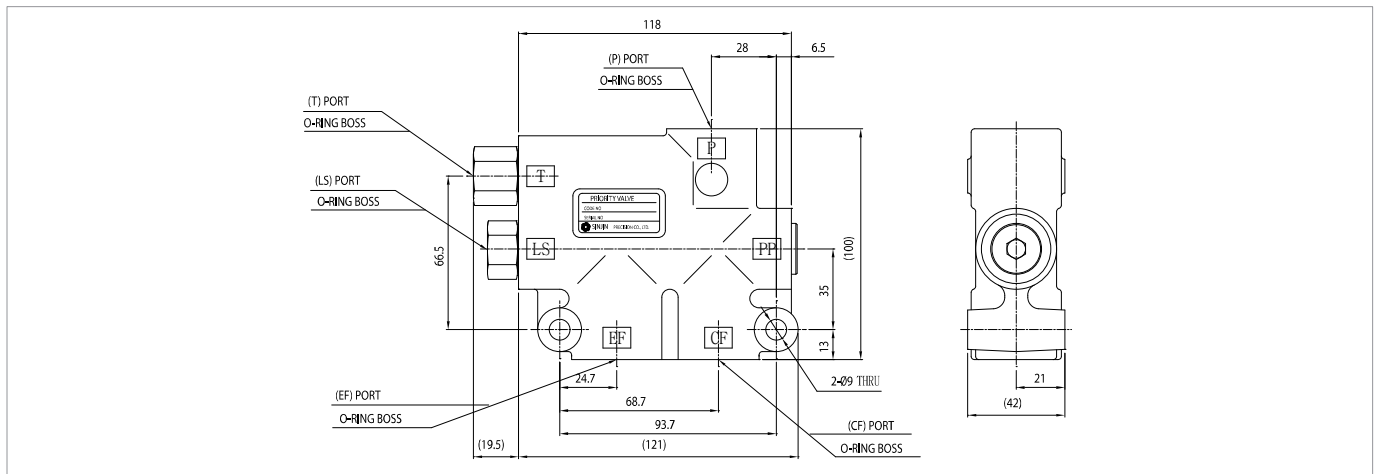 118
28
6.5
(P) PORT
O-RING BOSS
(T) PORT
O-RING BOSS
P
T
(LS) PORT
O-RING BOSS
PRIORITY VALVE
CODE NO
SERIAL NO
SINJIN PRECISION CO., LTD.
LS
PP
66.5
(100)
35
13
EF
CF
24.7
2-Ø9 THRU
21
68.7
(EF) PORT
O-RING BOSS
(42)
93.7
(CF) PORT
O-RING BOSS
(19.5)
(121)